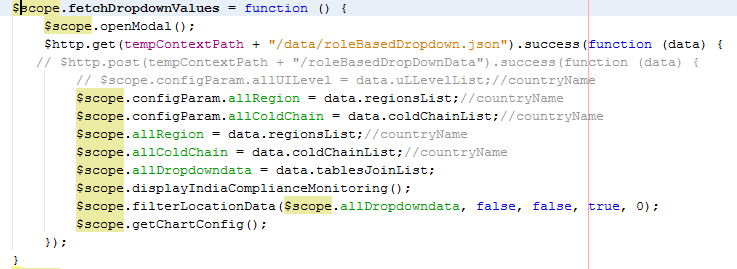 $scope.fetchDropdownValues = function () {
$scope.openModal();
$http.get(tempContextPath + "/data/roleBasedDropdown.json").success(function (data) {
// $http.post(tempContextPath + "/roleBasedDropDownData").success(function (data) {
// $scope.configParam.allUILevel = data.uLLevelList;//countryName
$scope.configParam.allRegion = data.regionsList;//countryName
$scope.configParam.allColdChain = data.coldChainList;//countryName
$scope.allRegion = data.regionsList;//countryName
$scope.allColdChain = data.coldChainList;//countryName
$scope.allDropdowndata = data.tablesJoinList;
$scope.displayIndiaComplianceMonitoring();
$scope.filterLocationData($scope.allDropdowndata, false, false, true, 0);
$scope.getChartConfig();
});
}